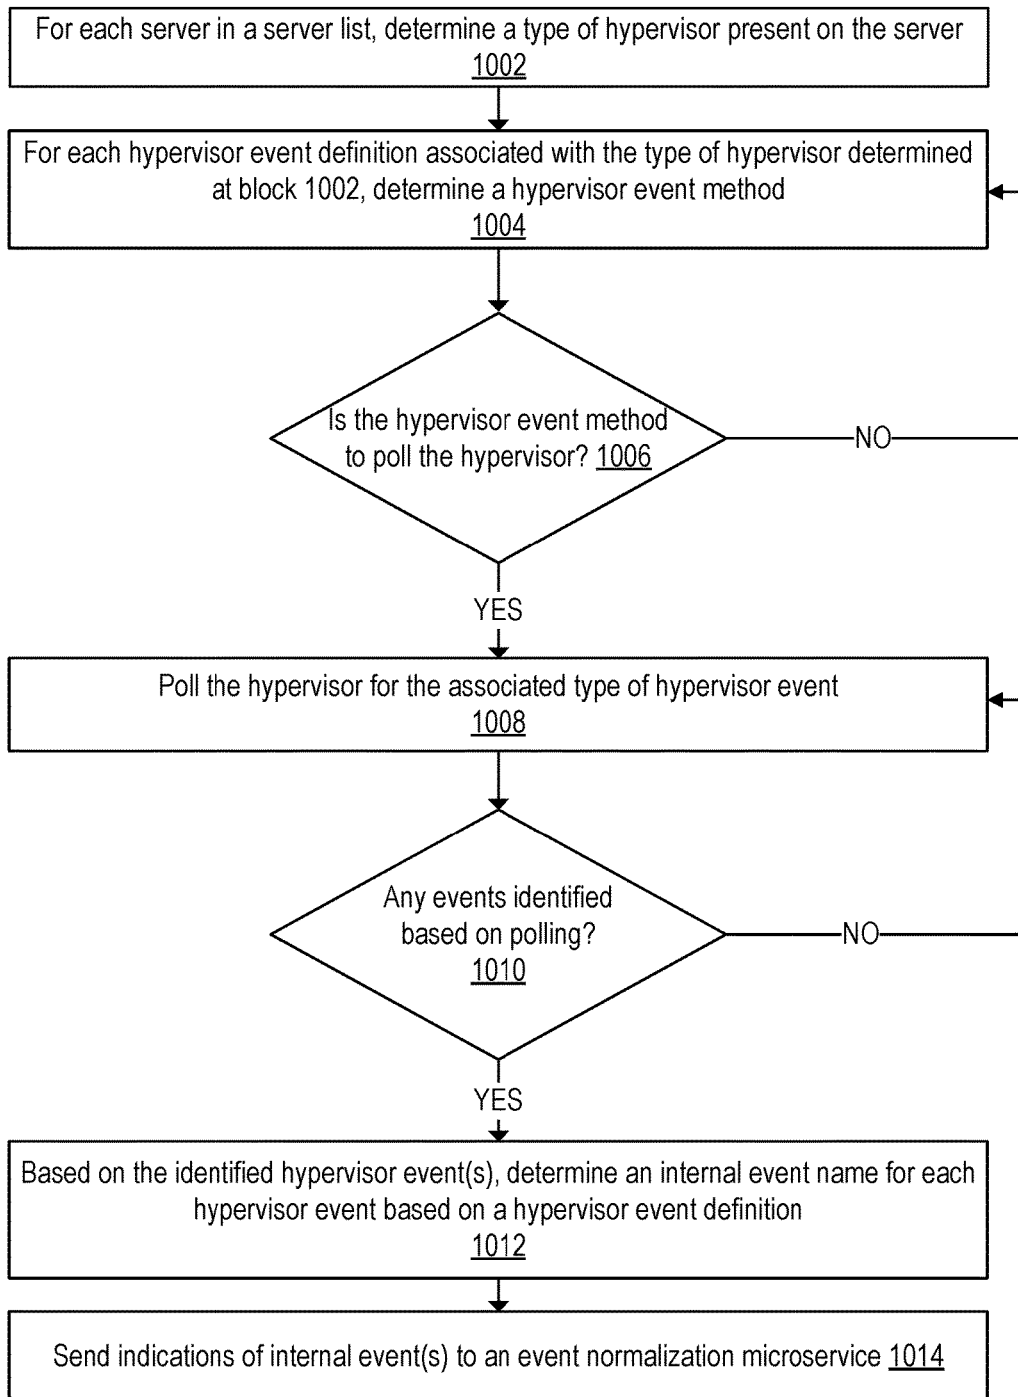 For each server in a server list, determine a type of hypervisor present on the server
1002
For each hypervisor event definition associated with the type of hypervisor determined
at block 1002, determine a hypervisor event method
1004
Is the hypervisor event method
to poll the hypervisor? 1006
NO
YES
Poll the hypervisor for the associated type of hypervisor event
1008
Any events identified
based on polling?
1010
NO
YES
Based on the identified hypervisor event(s), determine an internal event name for each
hypervisor event based on a hypervisor event definition
1012
Send indications of internal event(s) to an event normalization microservice 1014